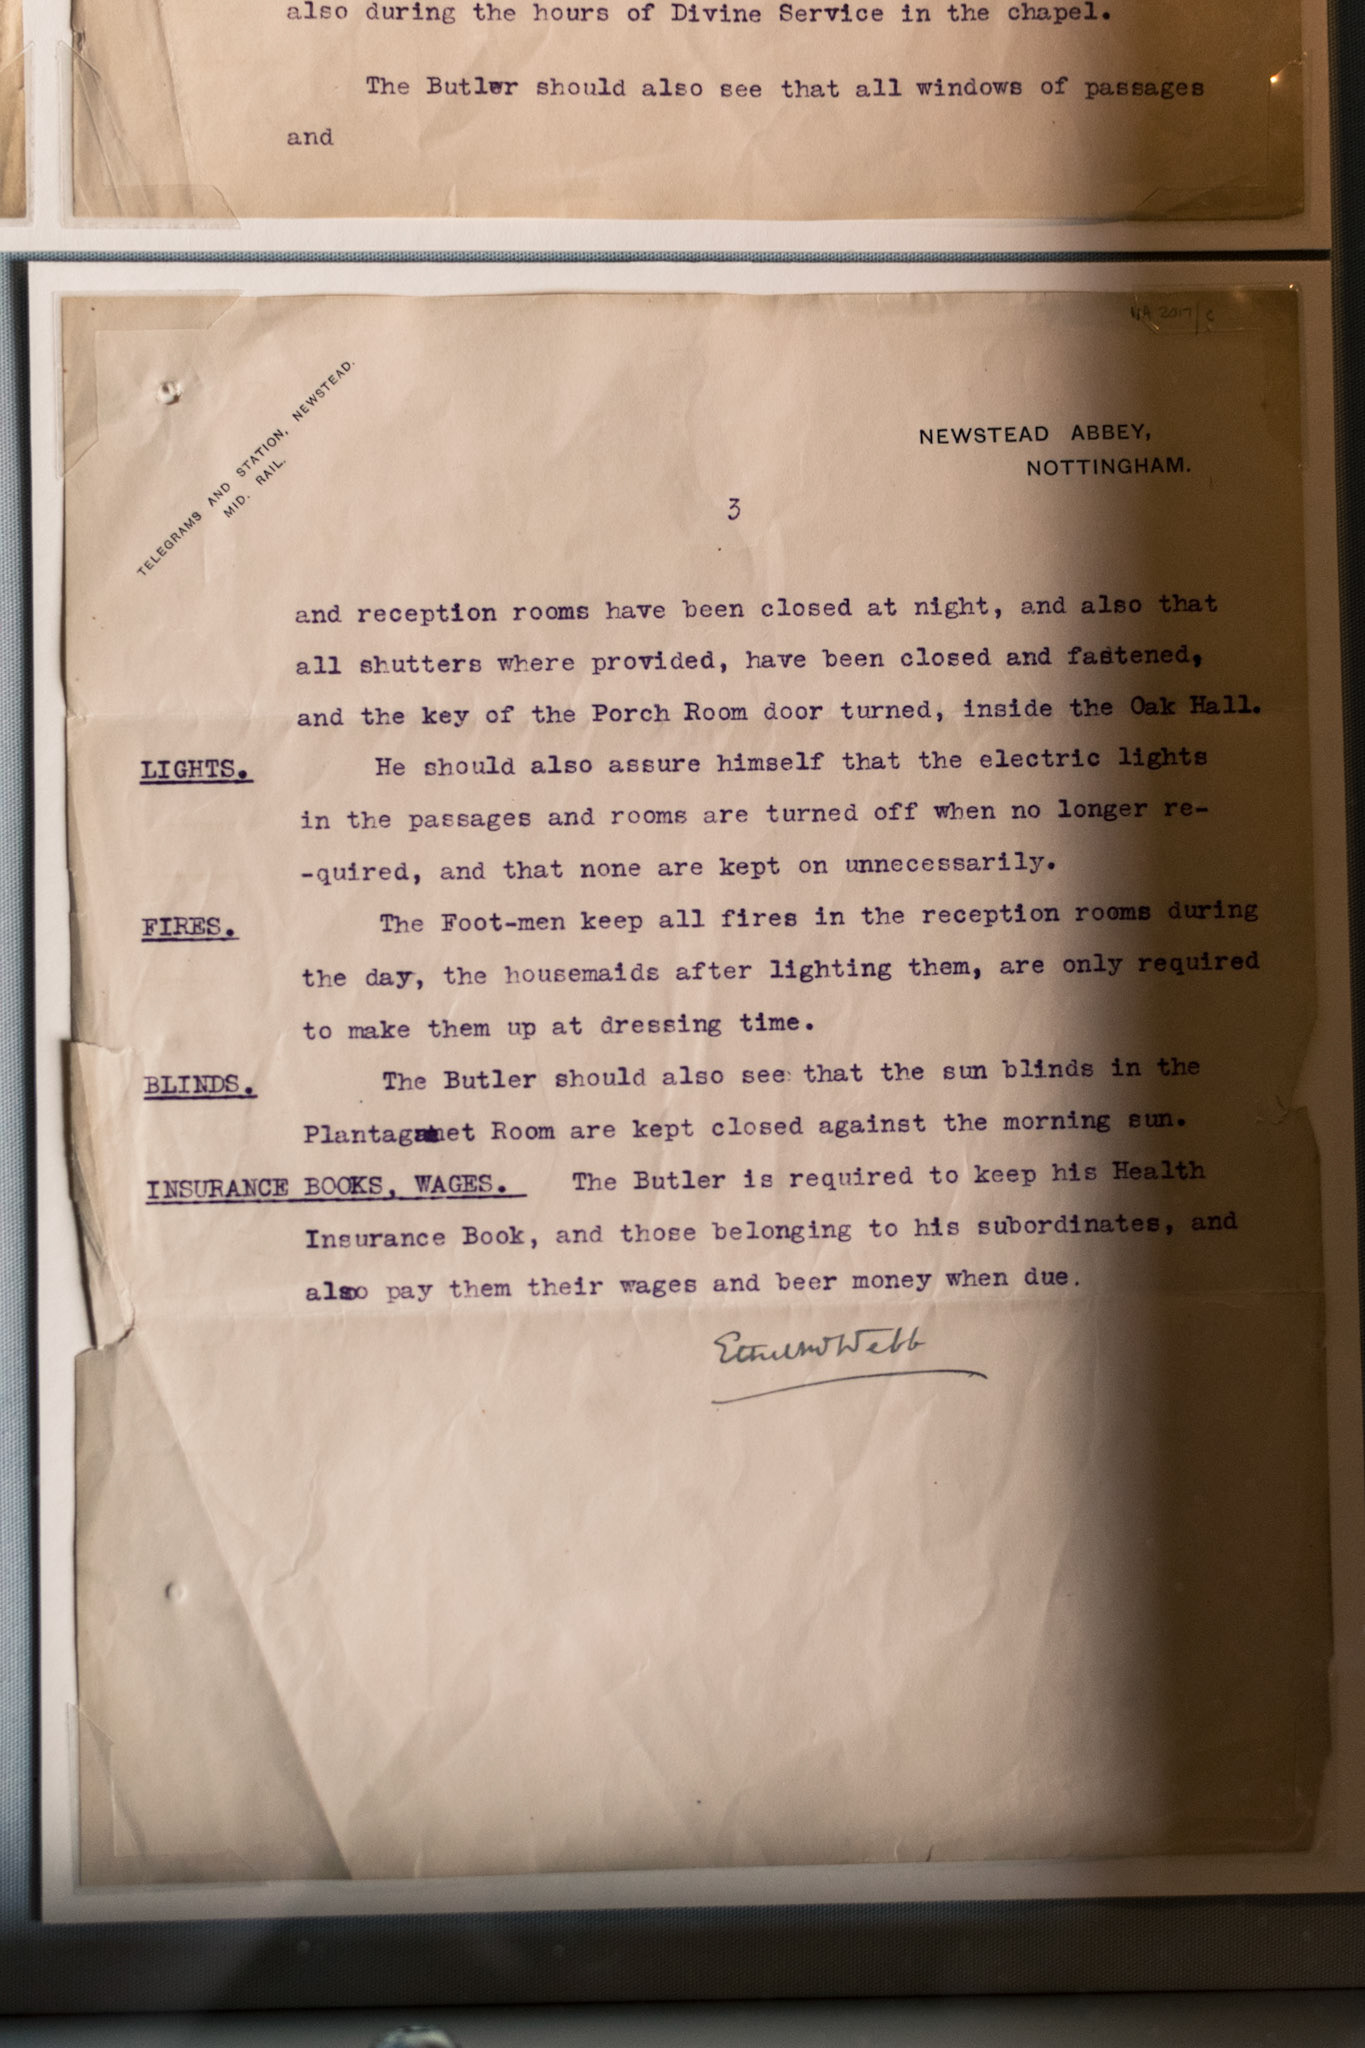 also during the hours of Divine Service in the chapel.
The Butler should also see that all windows of passages
and
TELEGRAMS AND STATION, NEWSTEAD.
MID. RAIL.
NEWSTEAD ABBEY,
NOTTINGHAM.
3
and reception rooms have been closed at night, and also that
all shutters where provided, have been closed and fastened,
and the key of the Porch Room door turned, inside the Oak Hall.
LIGHTS. He should also assure himself that the electric lights
in the passages and rooms are turned off when no longer re-
-quired, and that none are kept on unnecessarily.
FIRES. The Foot-men keep all fires in the reception rooms during
the day, the housemaids after lighting them, are only required
to make them up at dressing time.
BLINDS. The Butler should also see that the sun blinds in the
Plantagenet Room are kept closed against the morning sun.
INSURANCE BOOKS, WAGES. The Butler is required to keep his Health
Insurance Book, and those belonging to his subordinates, and
also pay them their wages and beer money when due.
Webb